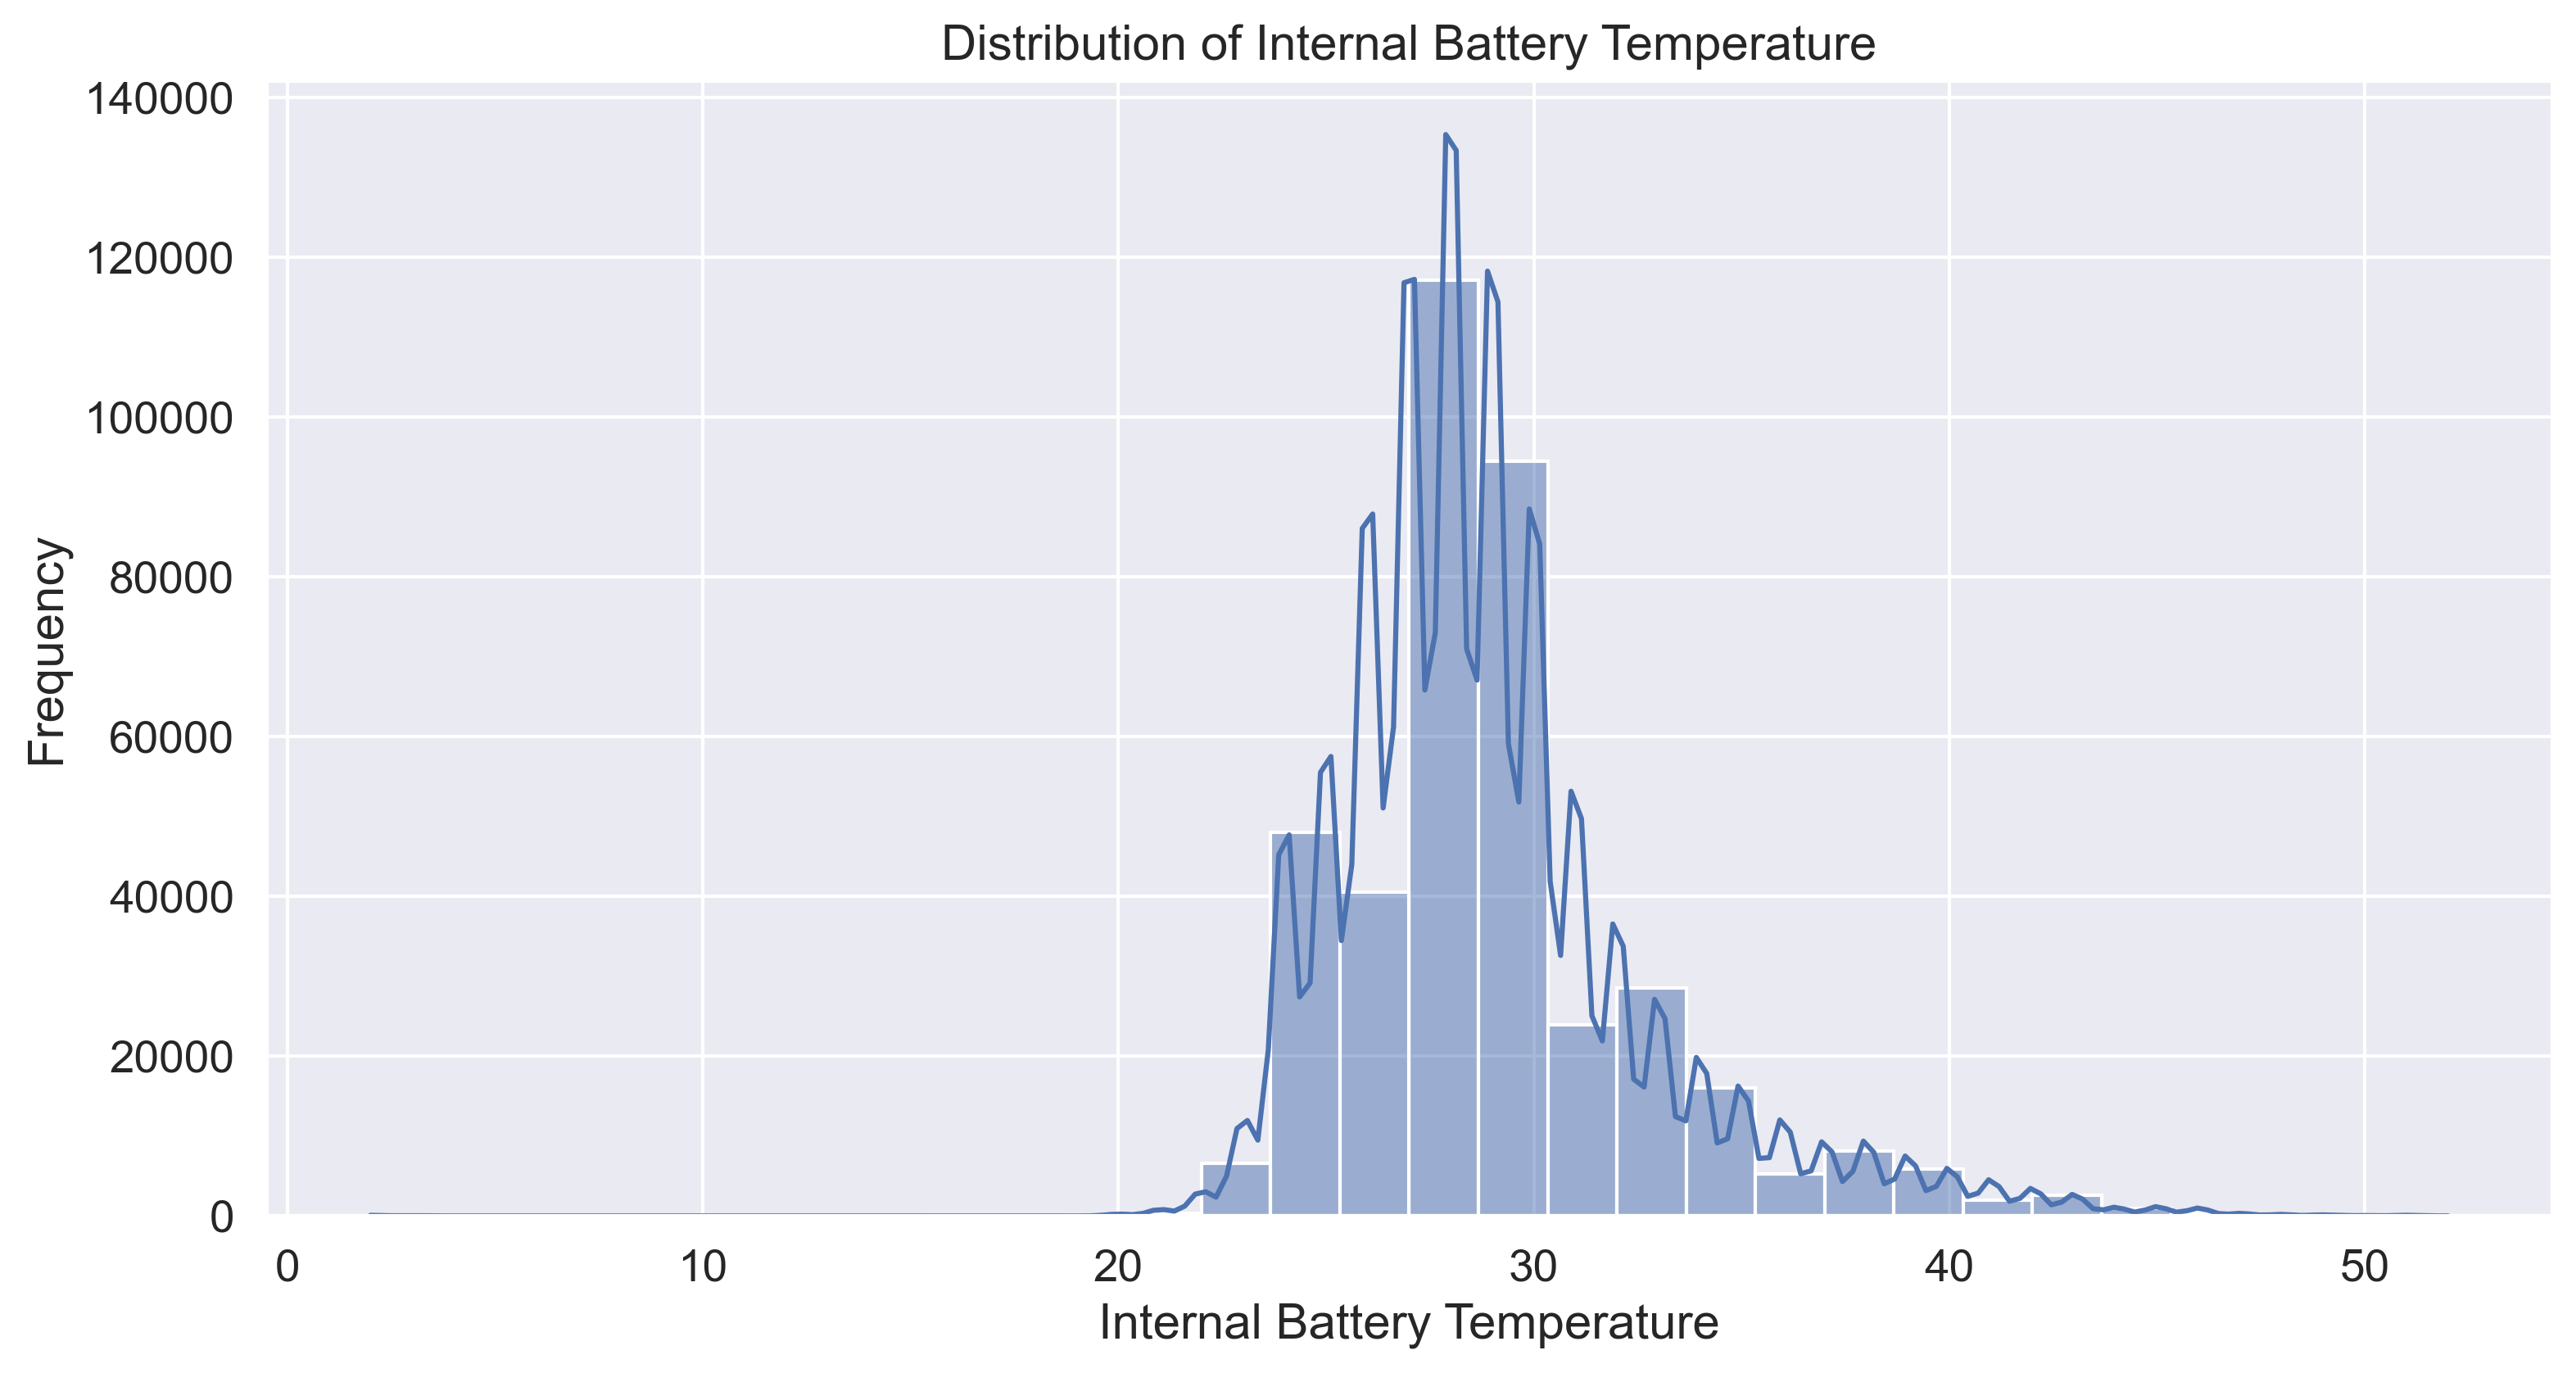 Distribution of Internal Battery Temperature
140000
120000
100000
80000
60000
40000
20000
0
Frequency
0 10 20 30 40 50
Internal Battery Temperature